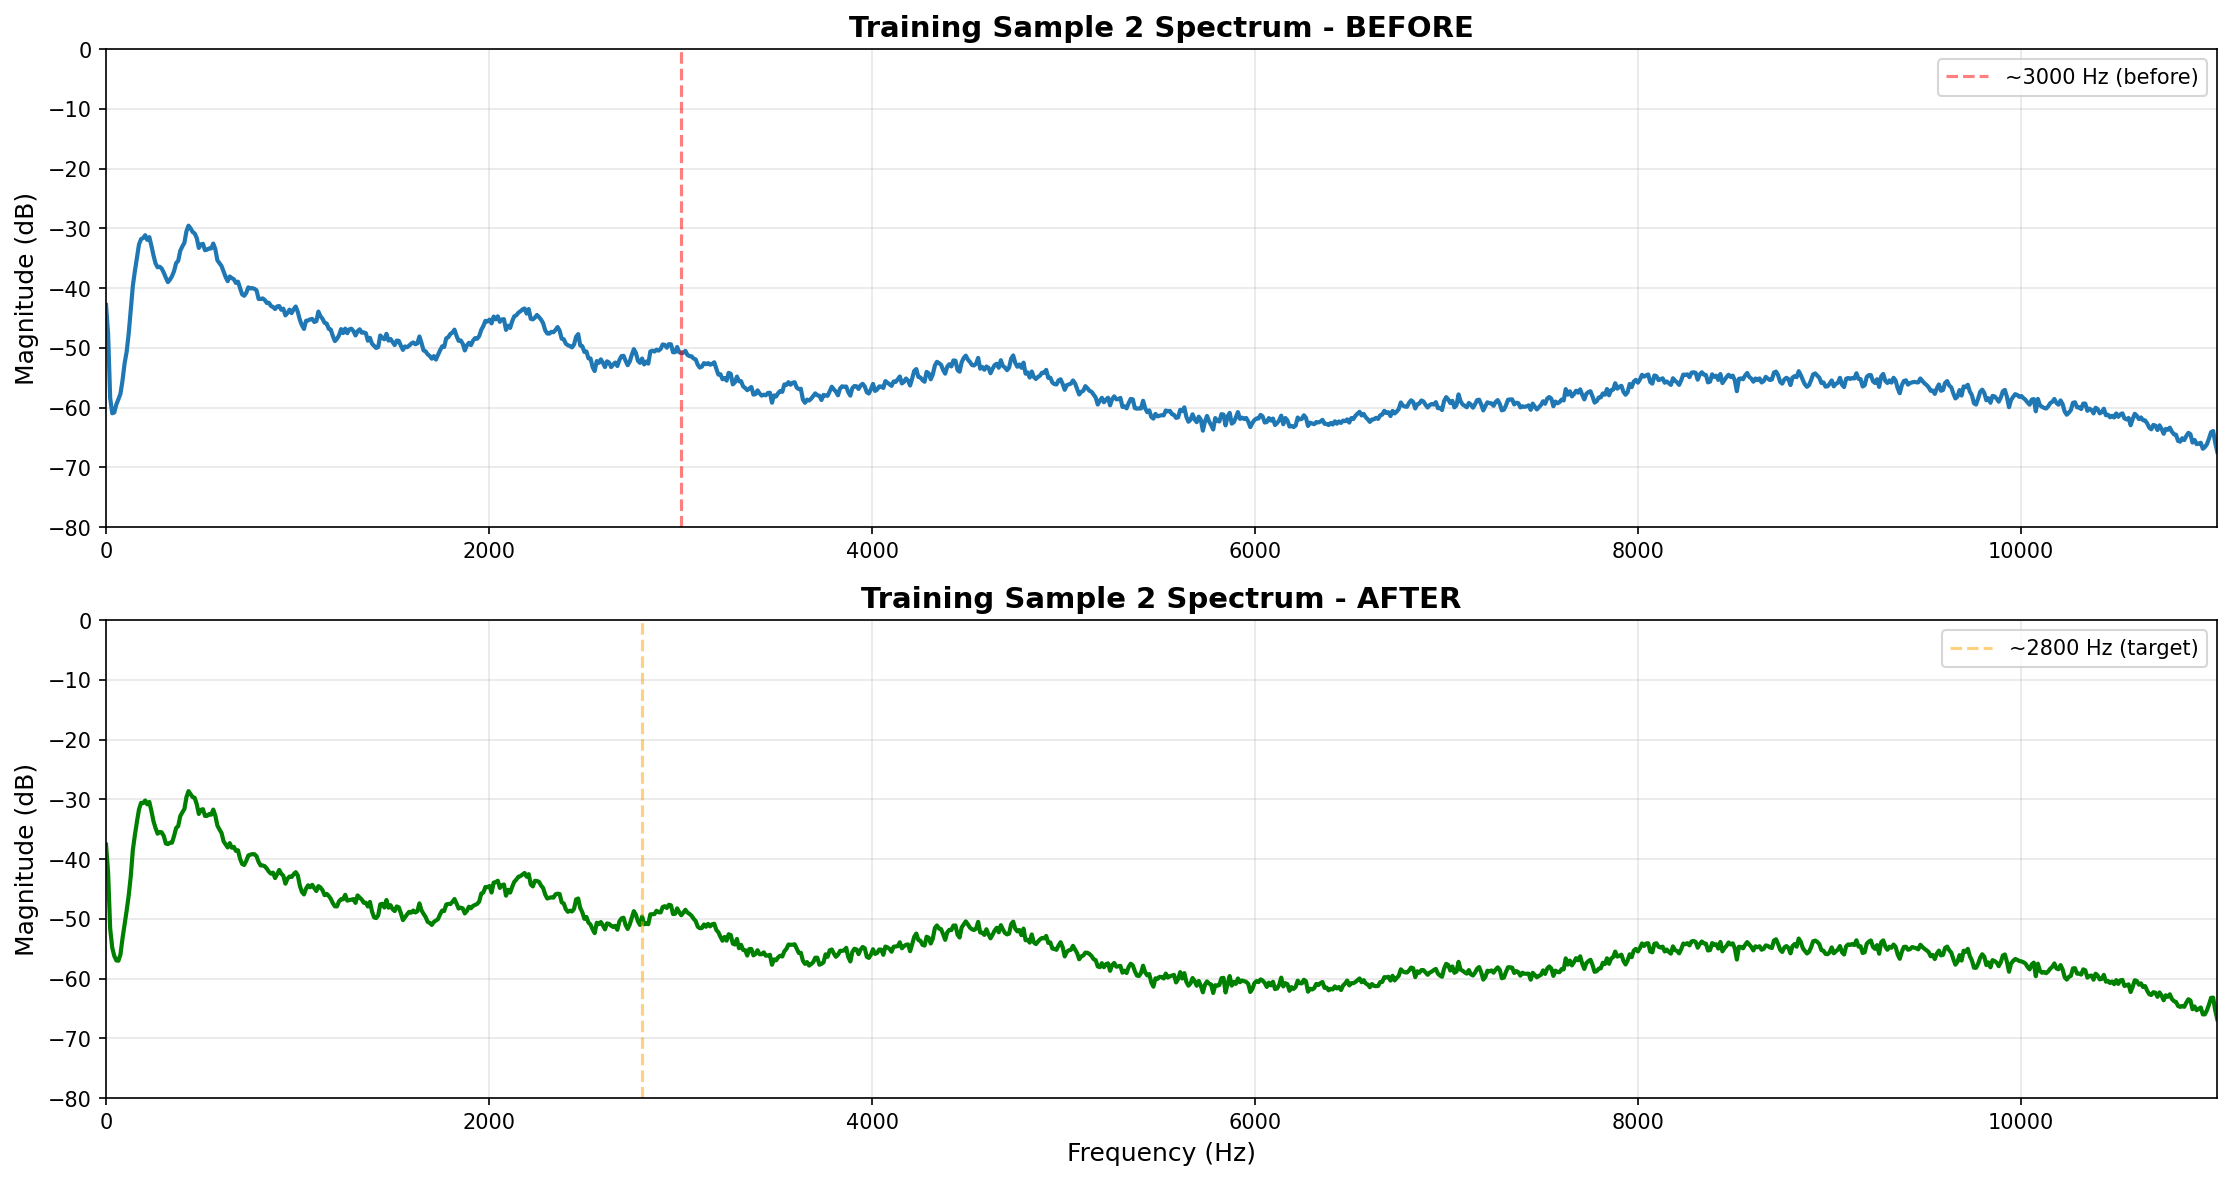 Training Sample 2 Spectrum - BEFORE
0
−10
−20
−30
−40
−50
−60
−70
−80
Magnitude (dB)
~3000 Hz (before)
0 2000 4000 6000 8000 10000
Training Sample 2 Spectrum - AFTER
0
−10
−20
−30
−40
−50
−60
−70
−80
Magnitude (dB)
~2800 Hz (target)
0 2000 4000 6000 8000 10000
Frequency (Hz)